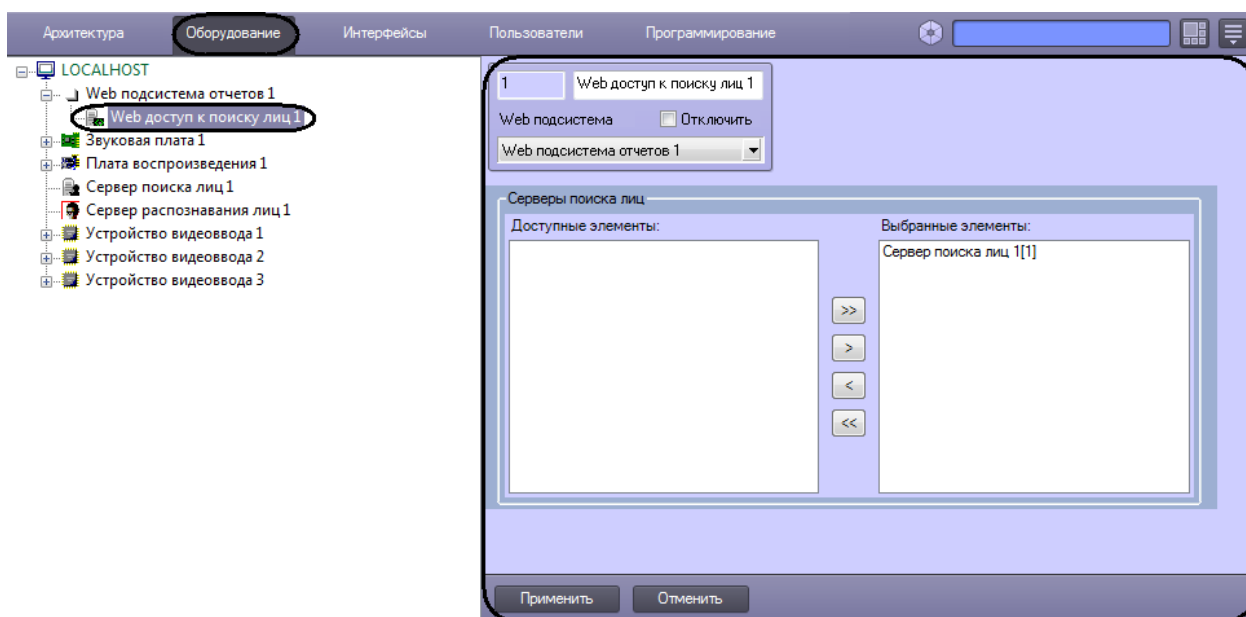 Архитектура Оборудование Интерфейсы Пользователи Программирование
LOCALHOST
Web подсистема отчетов 1
Web доступ к поиску лиц 1
Звуковая плата 1
Плата воспроизведения 1
Сервер поиска лиц 1
Сервер распознавания лиц 1
Устройство видеоввода 1
Устройство видеоввода 2
Устройство видеоввода 3
1 Web доступ к поиску лиц 1
Web подсистема Отключить
Web подсистема отчетов 1
Серверы поиска лиц
Доступные элементы: Выбранные элементы:
Сервер поиска лиц 1[1]
>>
>
<
<<
Применить Отменить